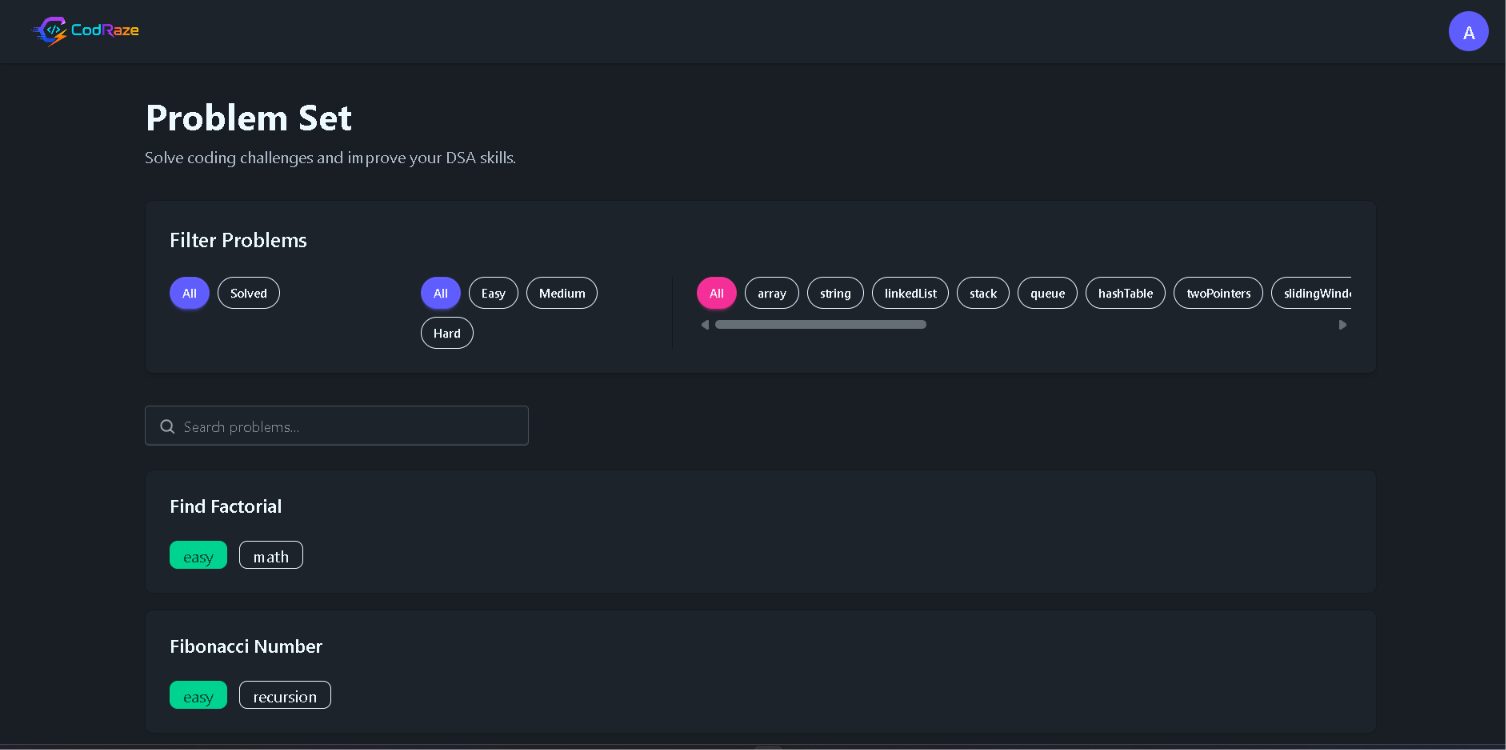 CodRaze
A
Problem Set
Solve coding challenges and improve your DSA skills.
Filter Problems
All Solved
All Easy Medium
Hard
All array string linkedList stack queue hashTable twoPointers
Search problems...
Find Factorial
easy math
Fibonacci Number
easy recursion